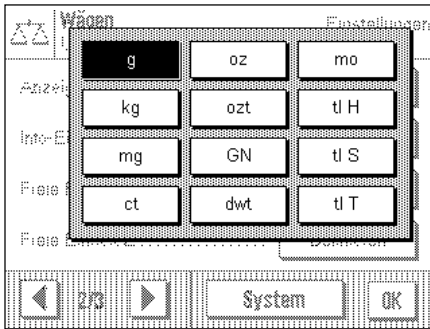 Wägen
Einstellungen
g oz mo
kg ozt tl H
mg GN tl S
ct dwt tl T
2/3 System OK